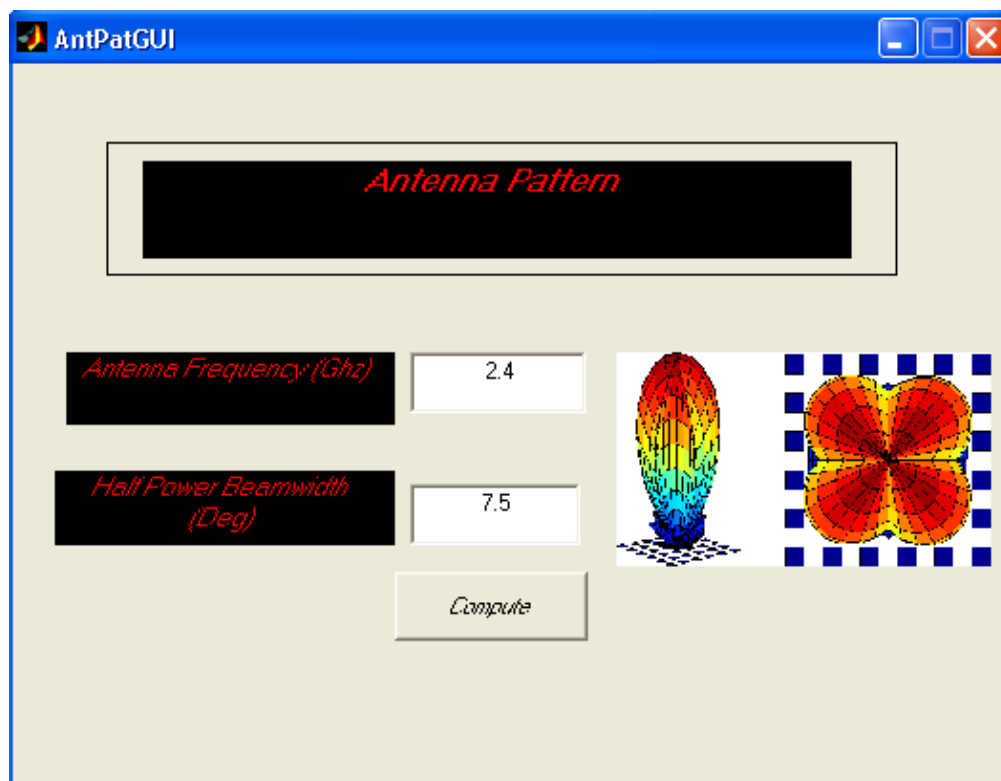 AntPatGUI
Antenna Pattern
Antenna Frequency (Ghz)
2.4
Half Power Beamwidth
(Deg)
7.5
Compute